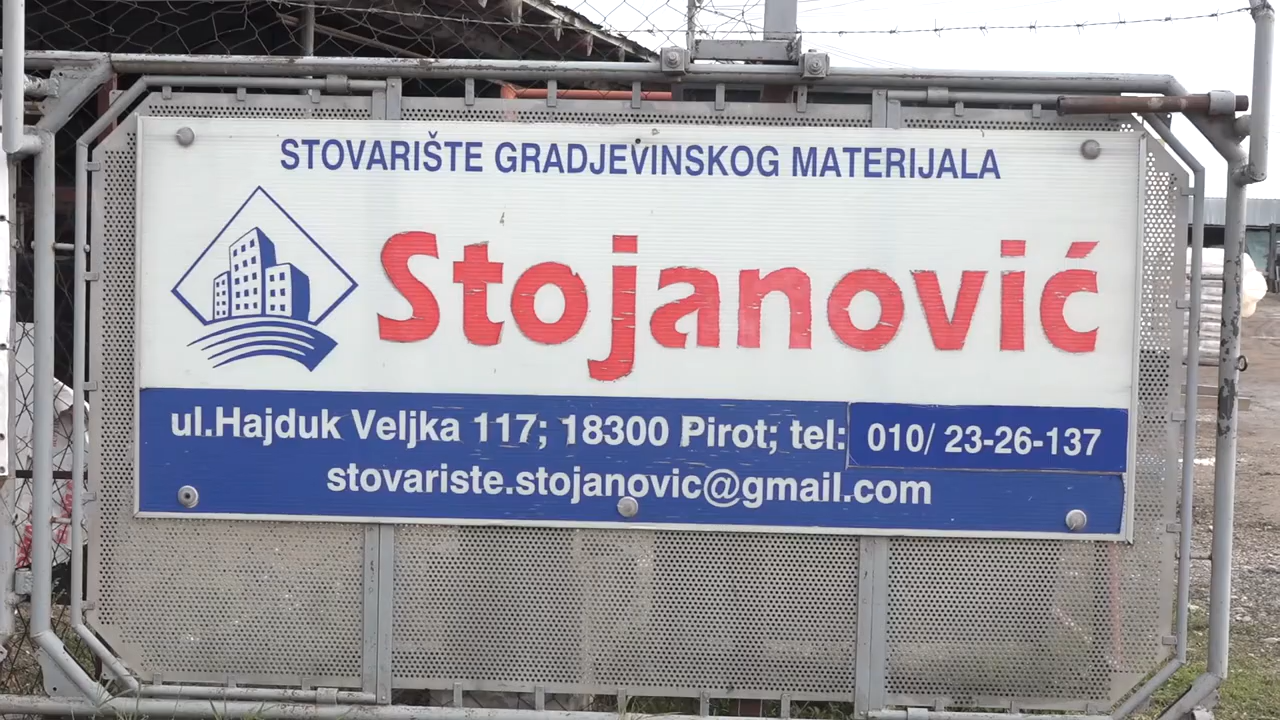 STOVARIŠTE GRADJEVINSKOG MATERIJALA
Stojanović
ul.Hajduk Veljka 117; 18300 Pirot; tel: 010/ 23-26-137
stovariste.stojanovic@gmail.com